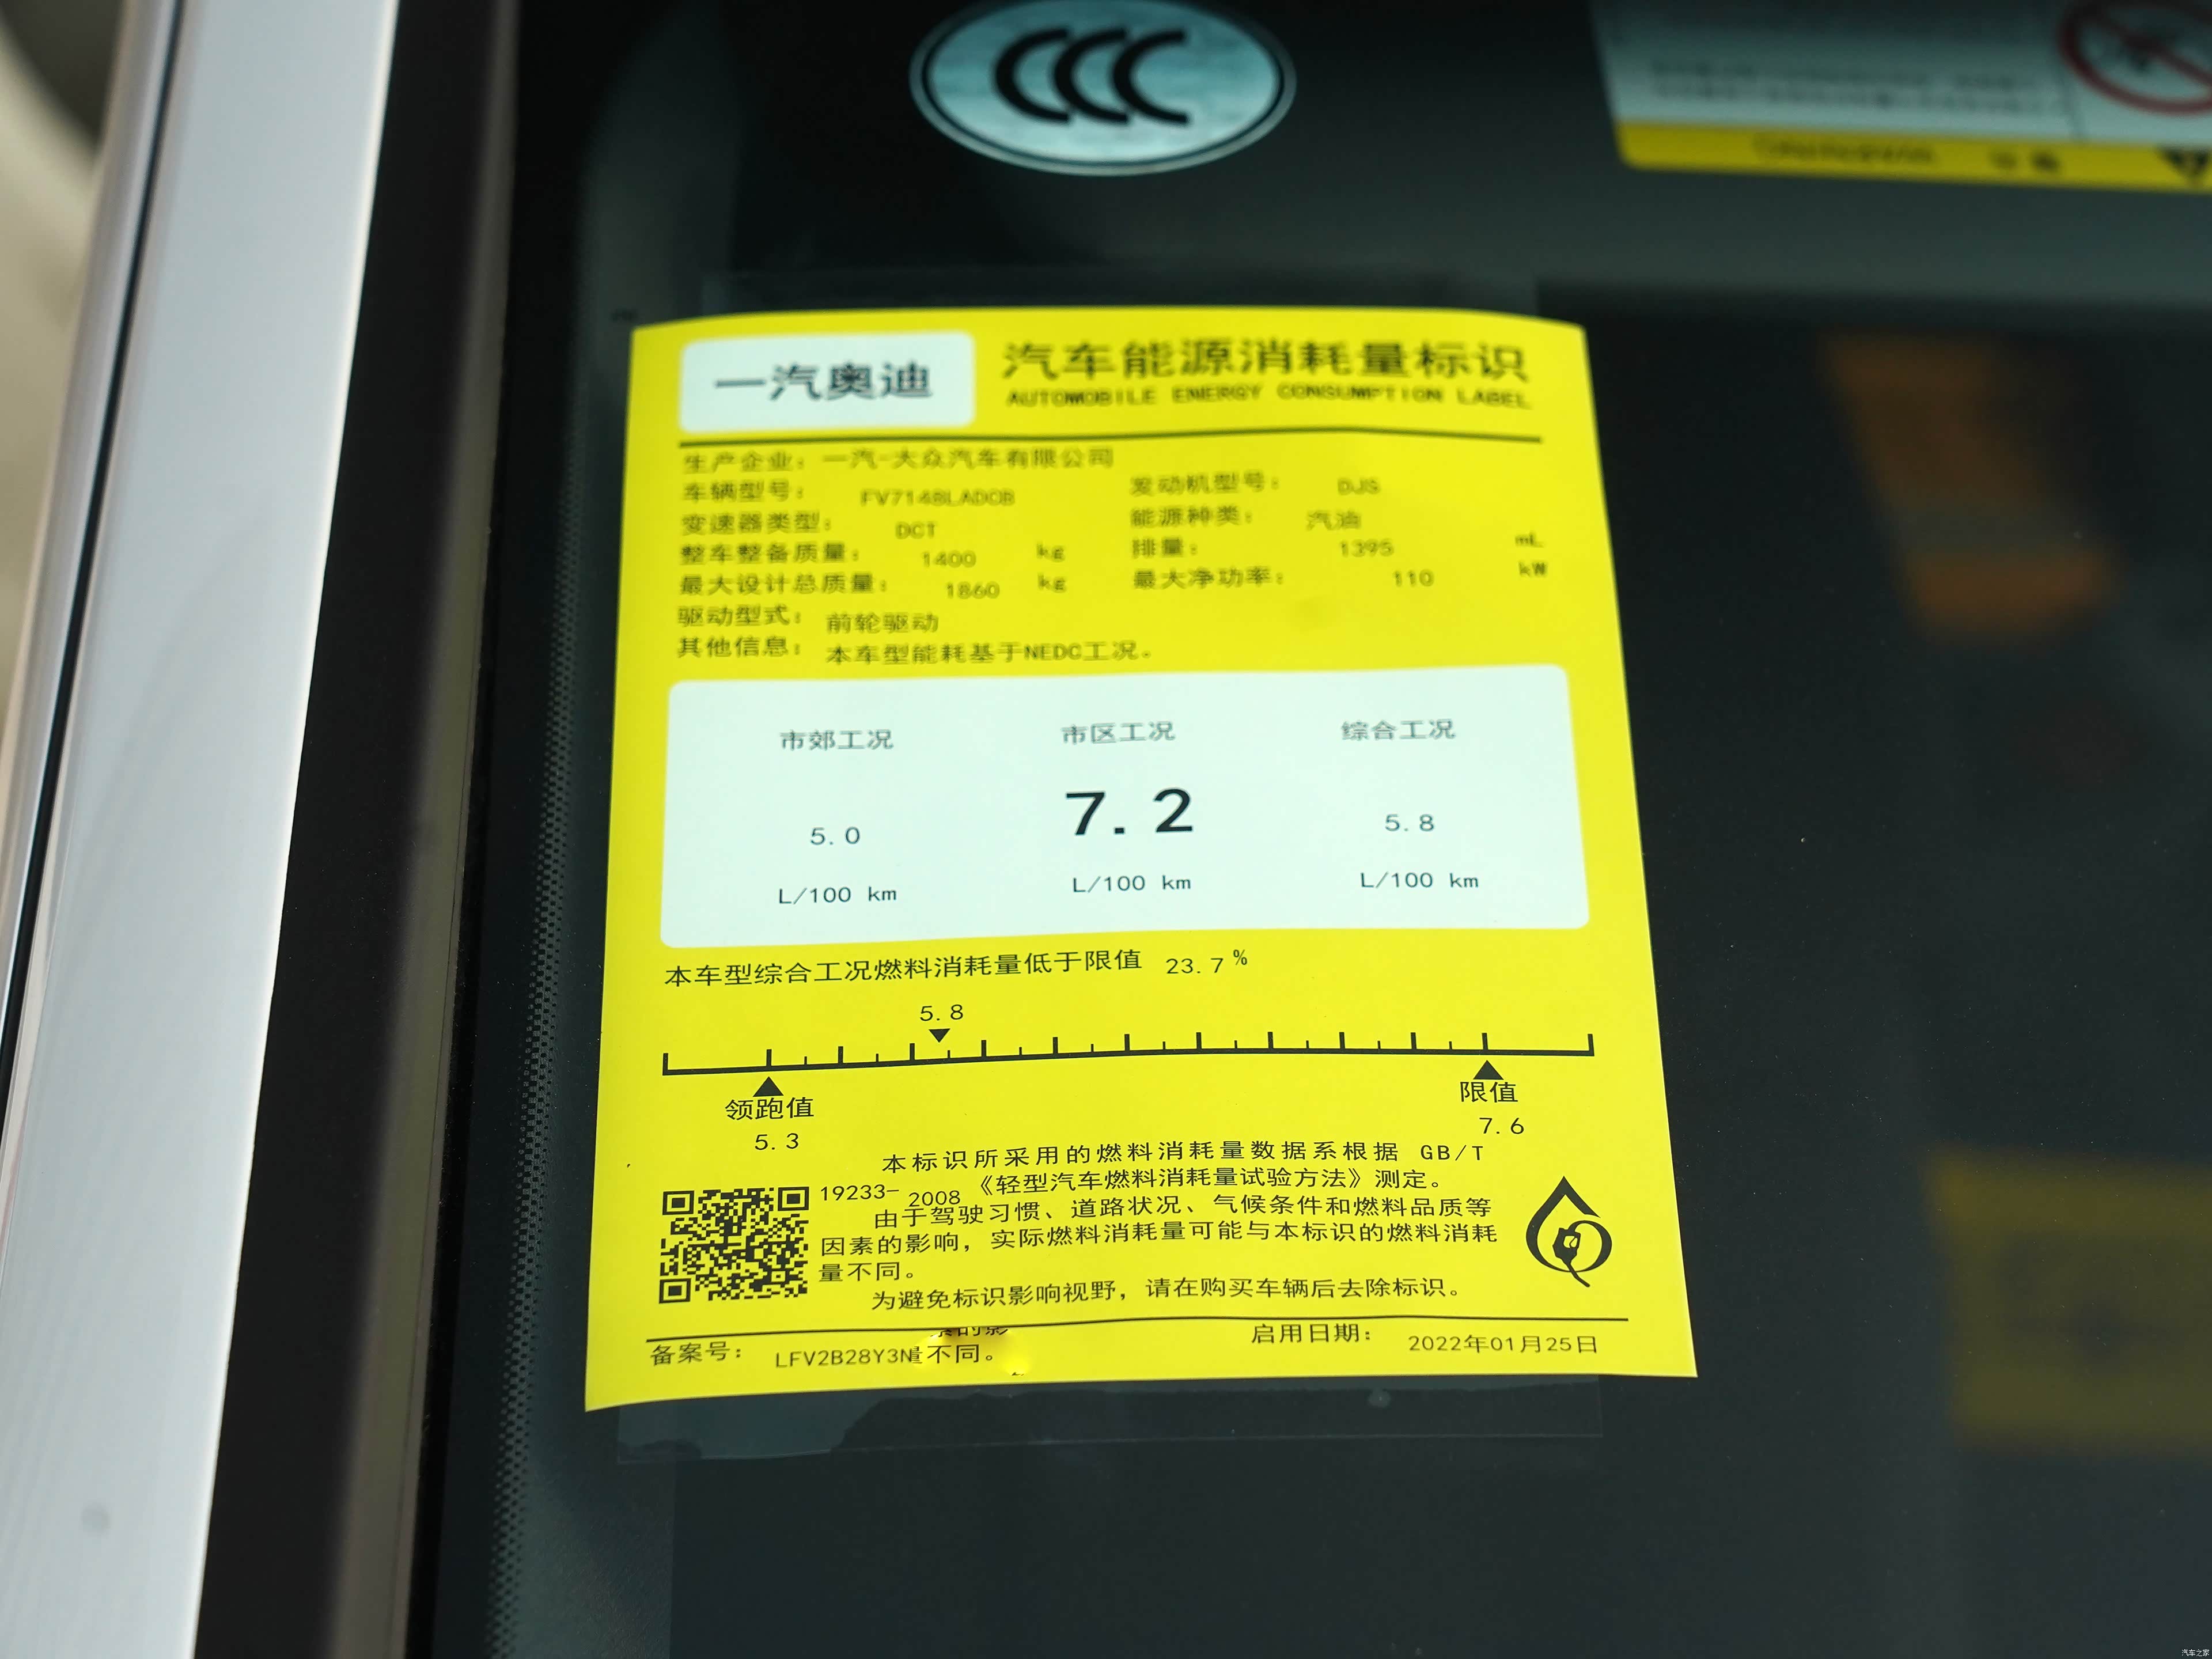 CCC
一汽奥迪
汽车能源消耗量标识
AUTOMOBILE ENERGY CONSUMPTION LABEL
生产企业：一汽-大众汽车有限公司
车辆型号： FV7148LADCB 发动机型号： DJS
变速器类型： DCT 能源种类： 汽油
整车整备质量： 1400 kg 排量： 1395 mL
最大设计总质量： 1860 kg 最大净功率： 110 kW
驱动型式： 前轮驱动
其他信息： 本车型能耗基于NEDC工况。
市郊工况 市区工况 综合工况
5.0 7.2 5.8
L/100 km L/100 km L/100 km
本车型综合工况燃料消耗量低于限值 23.7 %
5.8
领跑值 限值
5.3 7.6
本标识所采用的燃料消耗量数据系根据 GB/T
19233- 2008 《轻型汽车燃料消耗量试验方法》测定。
由于驾驶习惯、道路状况、气候条件和燃料品质等
因素的影响，实际燃料消耗量可能与本标识的燃料消耗
量不同。
为避免标识影响视野，请在购买车辆后去除标识。
备案号： LFV2B28Y3N 量不同。 启用日期： 2022年01月25日
汽车之家